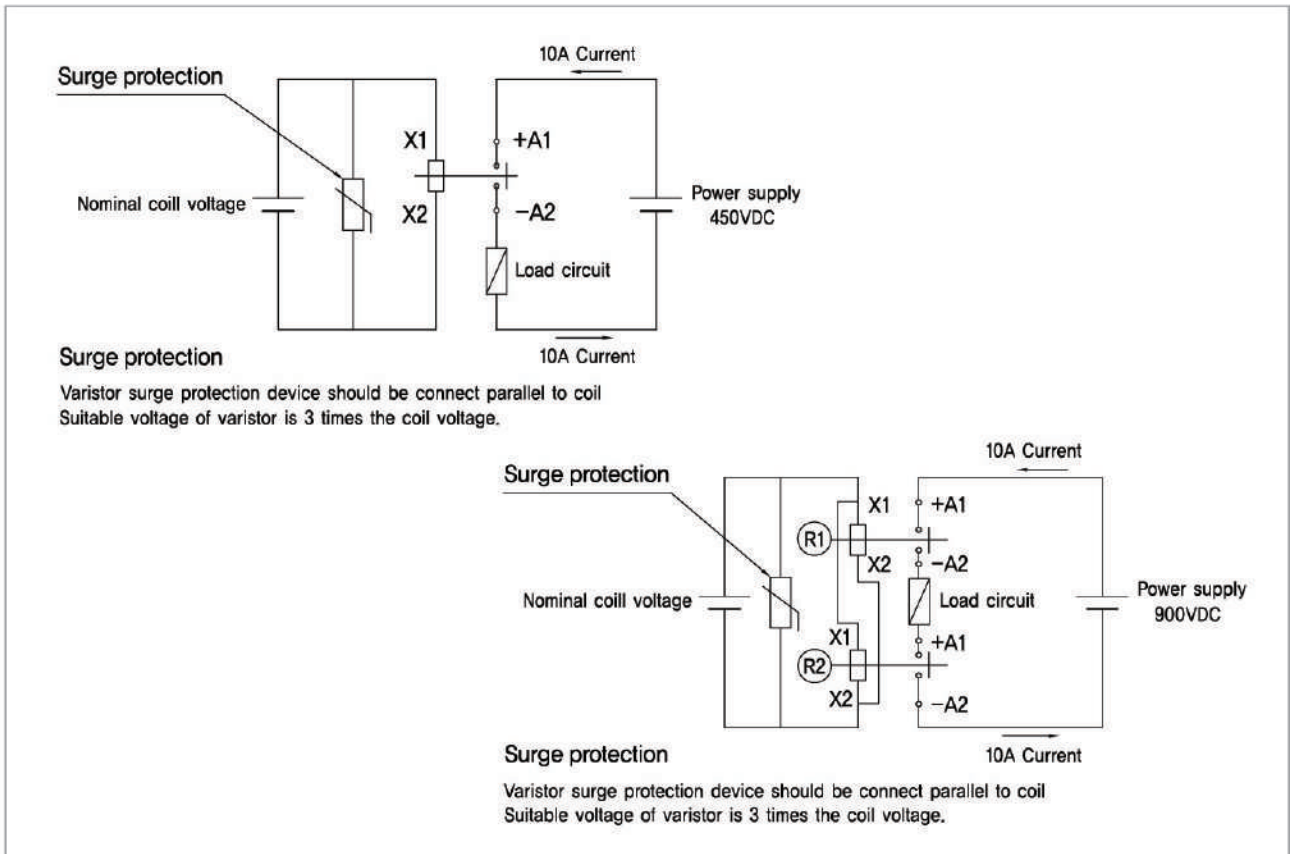 10A Current
Surge protection
X1
+A1
Nominal coill voltage
X2
-A2
Power supply
450VDC
Load circuit
Surge protection
10A Current
Varistor surge protection device should be connect parallel to coil
Suitable voltage of varistor is 3 times the coil voltage.
10A Current
Surge protection
X1
+A1
R1
X2
-A2
Nominal coill voltage
Load circuit
Power supply
900VDC
X1
+A1
R2
X2
-A2
Surge protection
10A Current
Varistor surge protection device should be connect parallel to coil
Suitable voltage of varistor is 3 times the coil voltage.